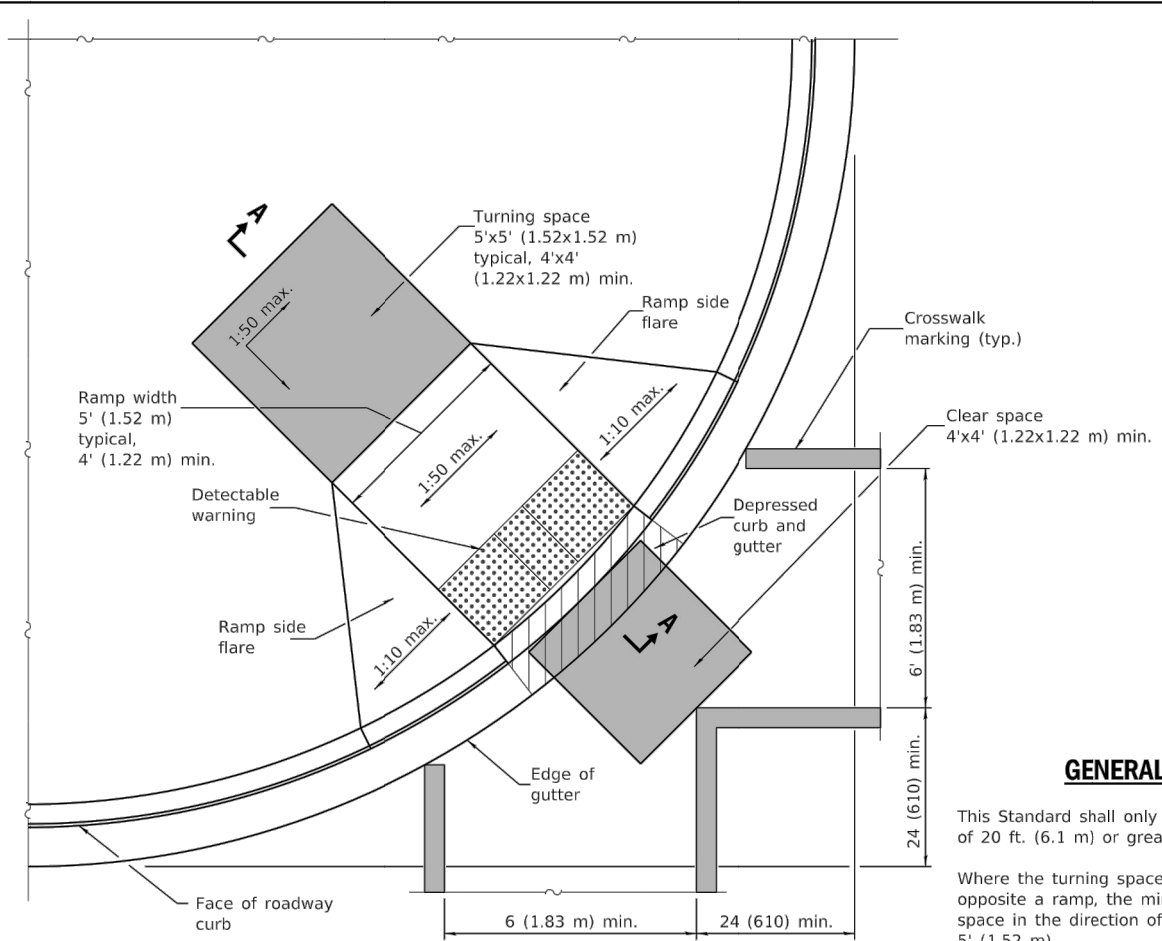 A
Turning space
5'x5' (1.52x1.52 m)
typical, 4'x4'
(1.22x1.22 m) min.
Ramp side
flare
Crosswalk
marking (typ.)
1:50 max.
Ramp width
5' (1.52 m)
typical,
4' (1.22 m) min.
1:10 max.
Clear space
4'x4' (1.22x1.22 m) min.
1:50 max.
Detectable
warning
Depressed
curb and
gutter
6' (1.83 m) min.
Ramp side
flare
1:10 max.
A
Edge of
gutter
24 (610) min.
Face of roadway
curb
6 (1.83 m) min.
24 (610) min.
GENERAL
This Standard shall only
of 20 ft. (6.1 m) or grea
Where the turning space
opposite a ramp, the mi
space in the direction of
5' (1.52 m)